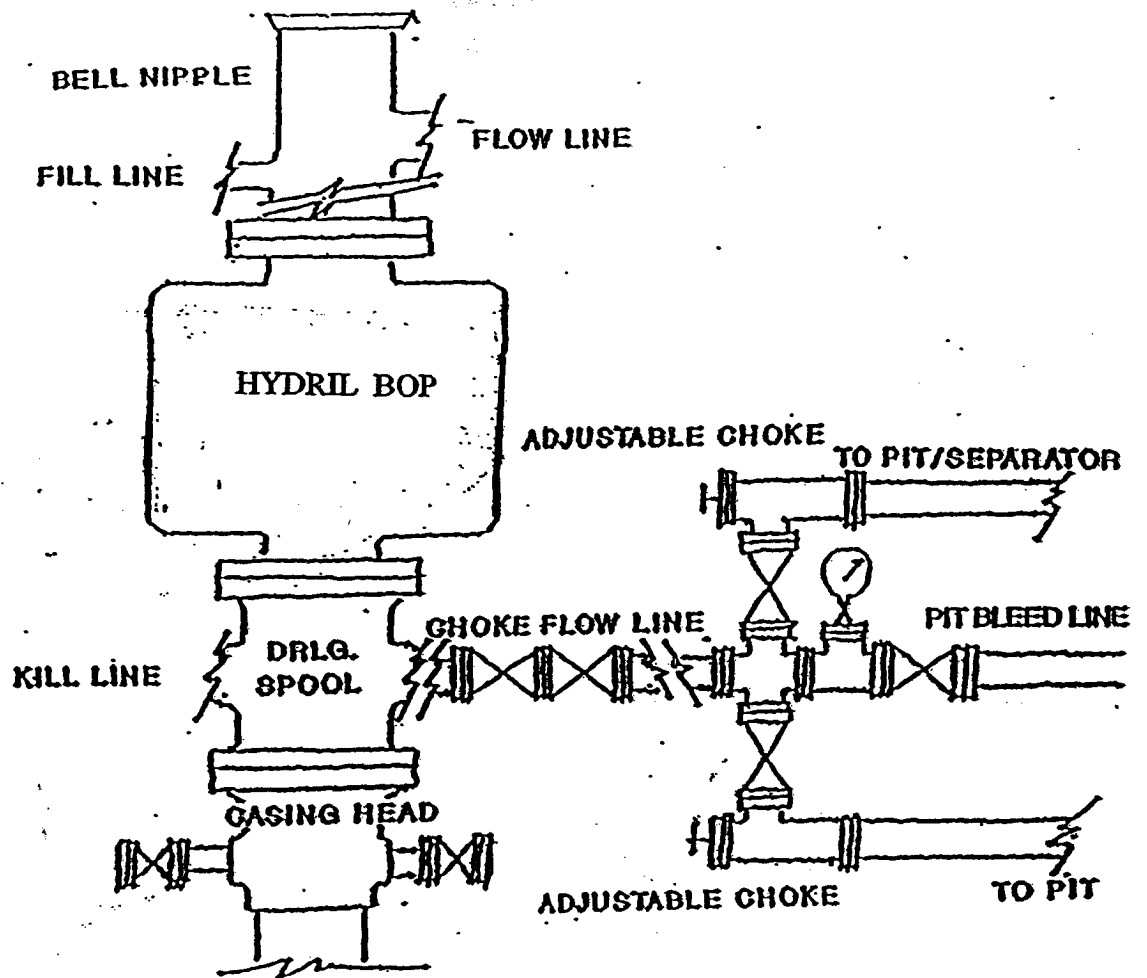 BELL NIPPLE
FLOW LINE
FILL LINE
HYDRIL BOP
ADJUSTABLE CHOKE
TO PIT/SEPARATOR
CHOKE FLOW LINE
PIT BLEED LINE
KILL LINE
DRLG.
SPOOL
CASING HEAD
ADJUSTABLE CHOKE
TO PIT